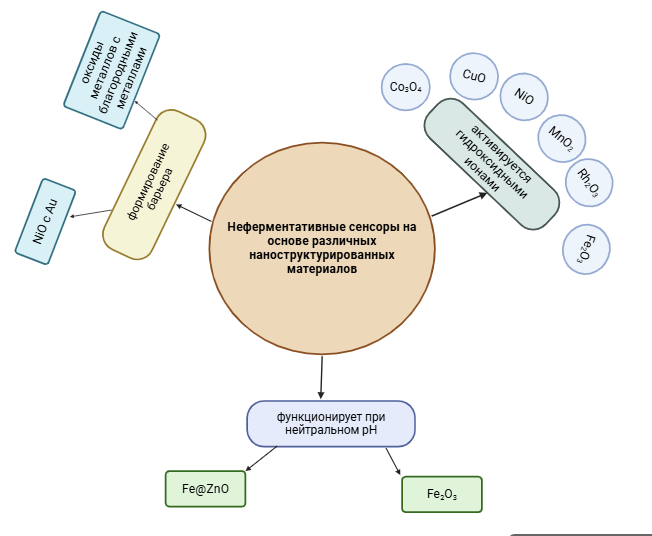 оксиды
металлов с
благородными
металлами
формирование
барьера
NiO с Au
Неферментативные сенсоры на
основе различных
наноструктурированных
материалов
Co₃O₄
CuO
NiO
MnO₂
Rh₂O₃
Fe₂O₃
активируется
гидроксидными
ионами
функционирует при
нейтральном pH
Fe@ZnO
Fe₂O₃